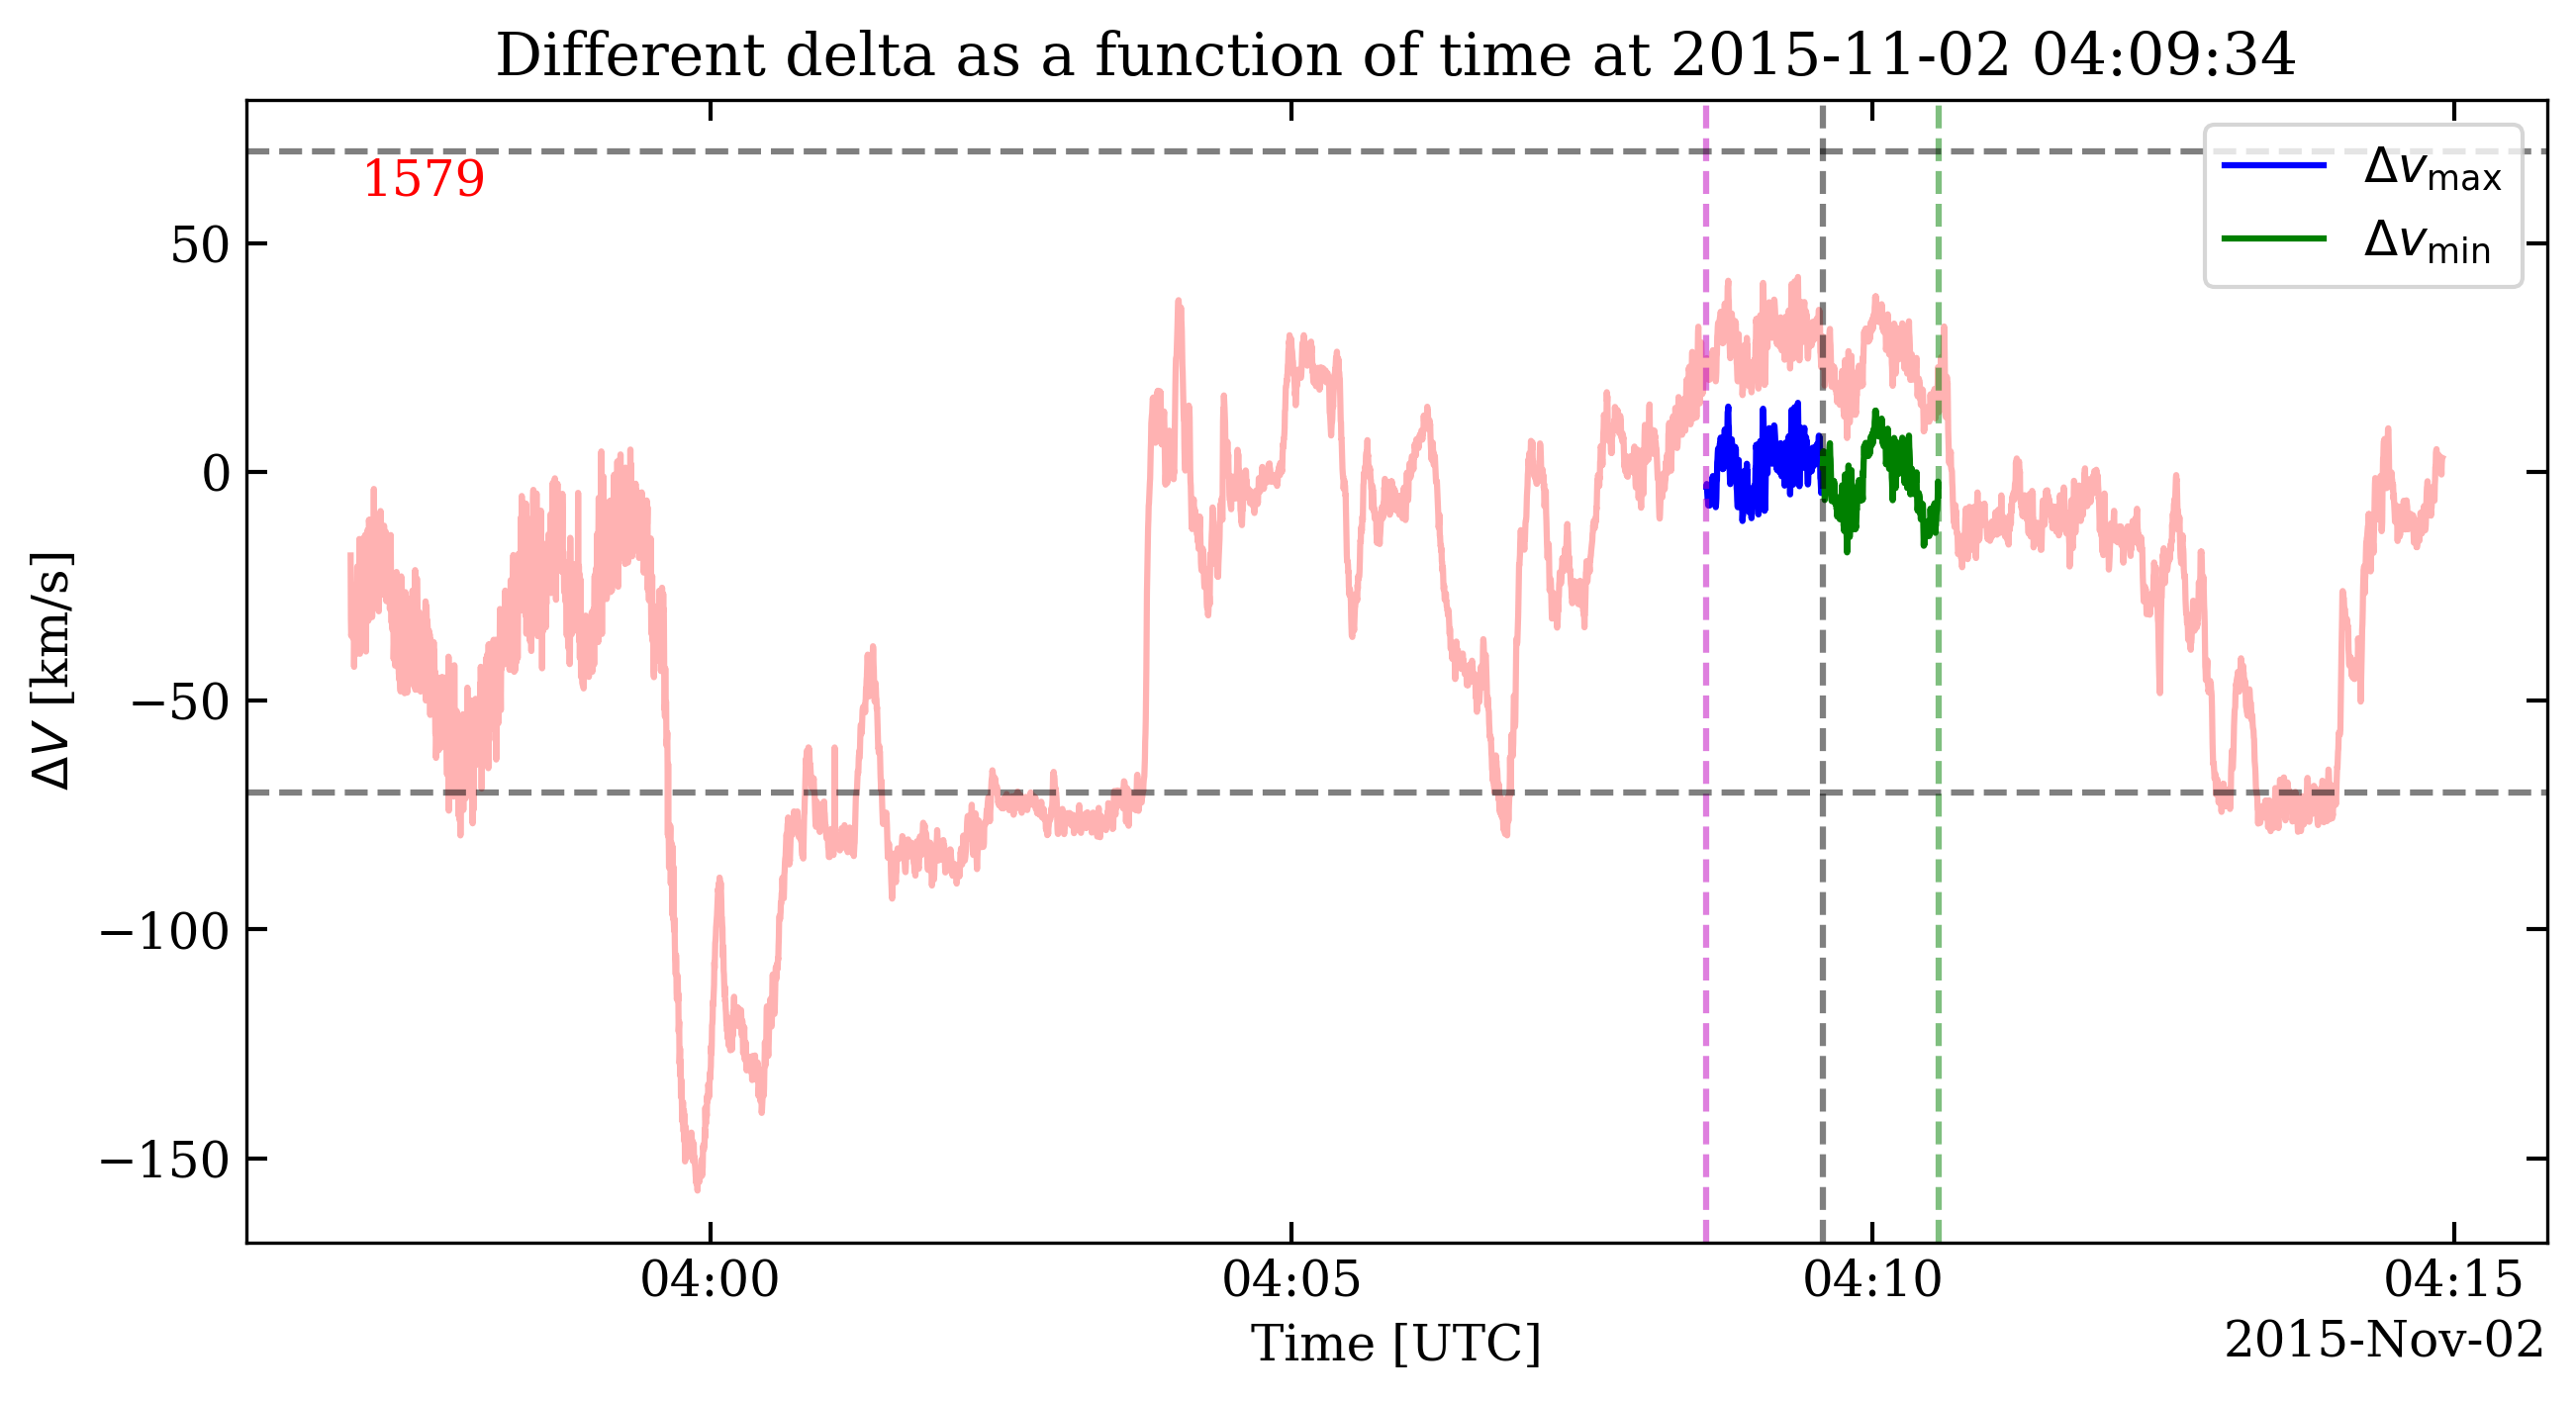 Different delta as a function of time at 2015-11-02 04:09:34
1579
Δv_max
Δv_min
ΔV [km/s]
50
0
−50
−100
−150
04:00
04:05
04:10
04:15
Time [UTC]
2015-Nov-02